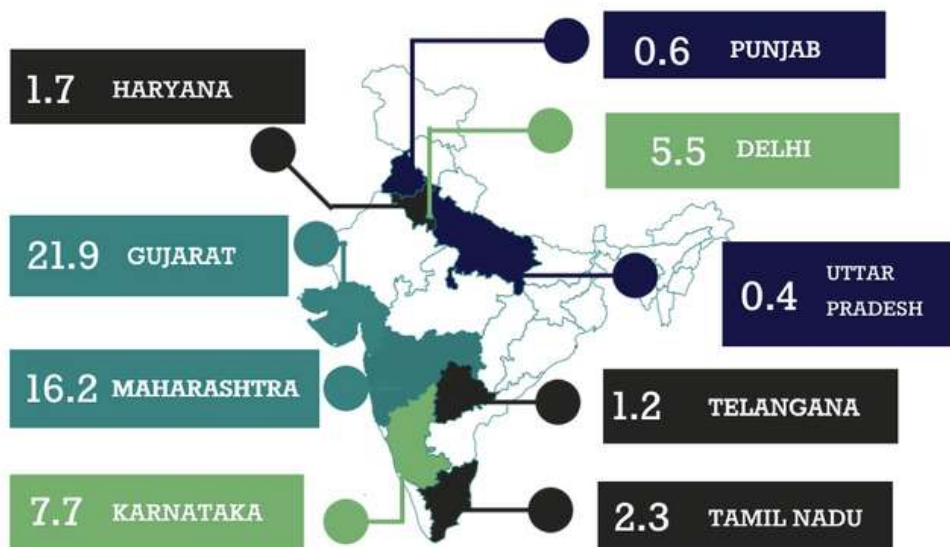 0.6 PUNJAB
1.7 HARYANA
5.5 DELHI
21.9 GUJARAT
0.4 UTTAR
PRADESH
16.2 MAHARASHTRA
1.2 TELANGANA
7.7 KARNATAKA
2.3 TAMIL NADU